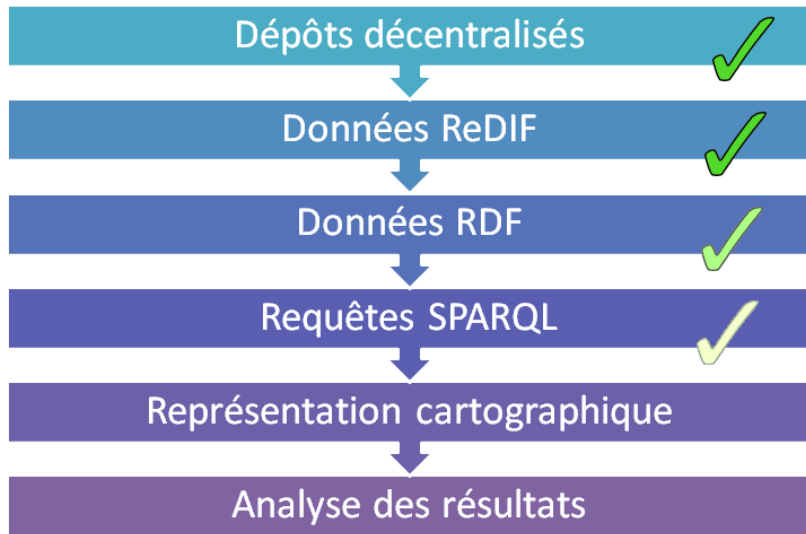 Dépôts décentralisés
Données ReDIF
Données RDF
Requêtes SPARQL
Représentation cartographique
Analyse des résultats